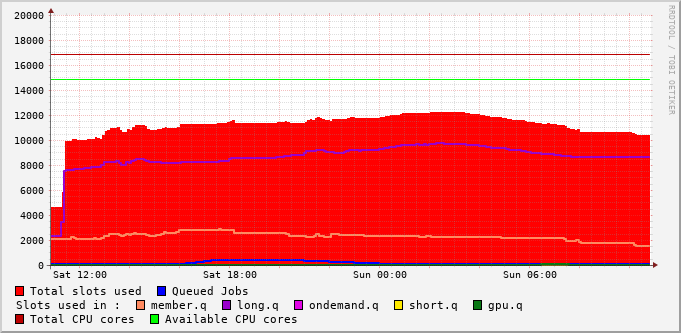 20000
18000
16000
14000
12000
10000
8000
6000
4000
2000
0
Sat 12:00 Sat 18:00 Sun 00:00 Sun 06:00
Total slots used Queued Jobs
Slots used in : member.q long.q ondemand.q short.q gpu.q
Total CPU cores Available CPU cores
RRDTOOL / TOBI OETIKER